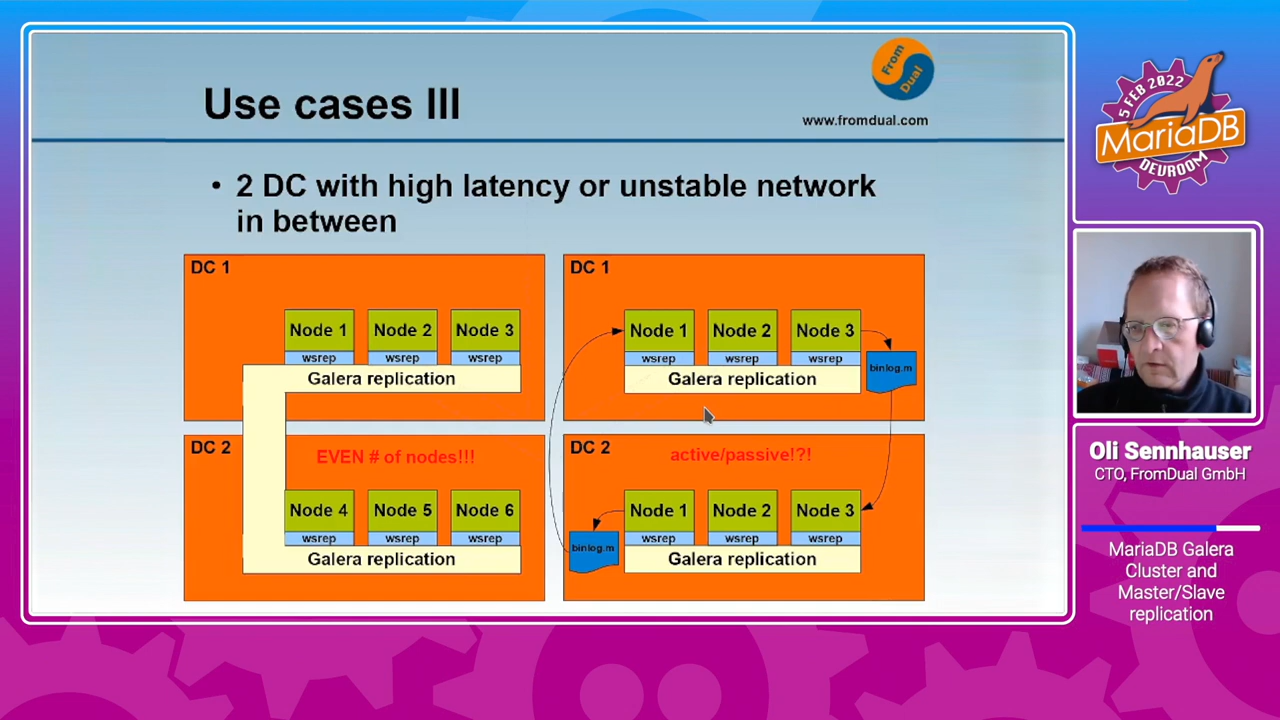 Use cases III
From
Dual
www.fromdual.com
• 2 DC with high latency or unstable network
in between
DC 1
Node 1 Node 2 Node 3
wsrep wsrep wsrep
Galera replication
DC 2
EVEN # of nodes!!!
Node 4 Node 5 Node 6
wsrep wsrep wsrep
Galera replication
DC 1
Node 1 Node 2 Node 3
wsrep wsrep wsrep
binlog.m
Galera replication
DC 2
active/passive!?!
Node 1 Node 2 Node 3
wsrep wsrep wsrep
binlog.m
Galera replication
5 FEB 2022
MariaDB
DEVROOM
Oli Sennhauser
CTO, FromDual GmbH
MariaDB Galera
Cluster and
Master/Slave
replication